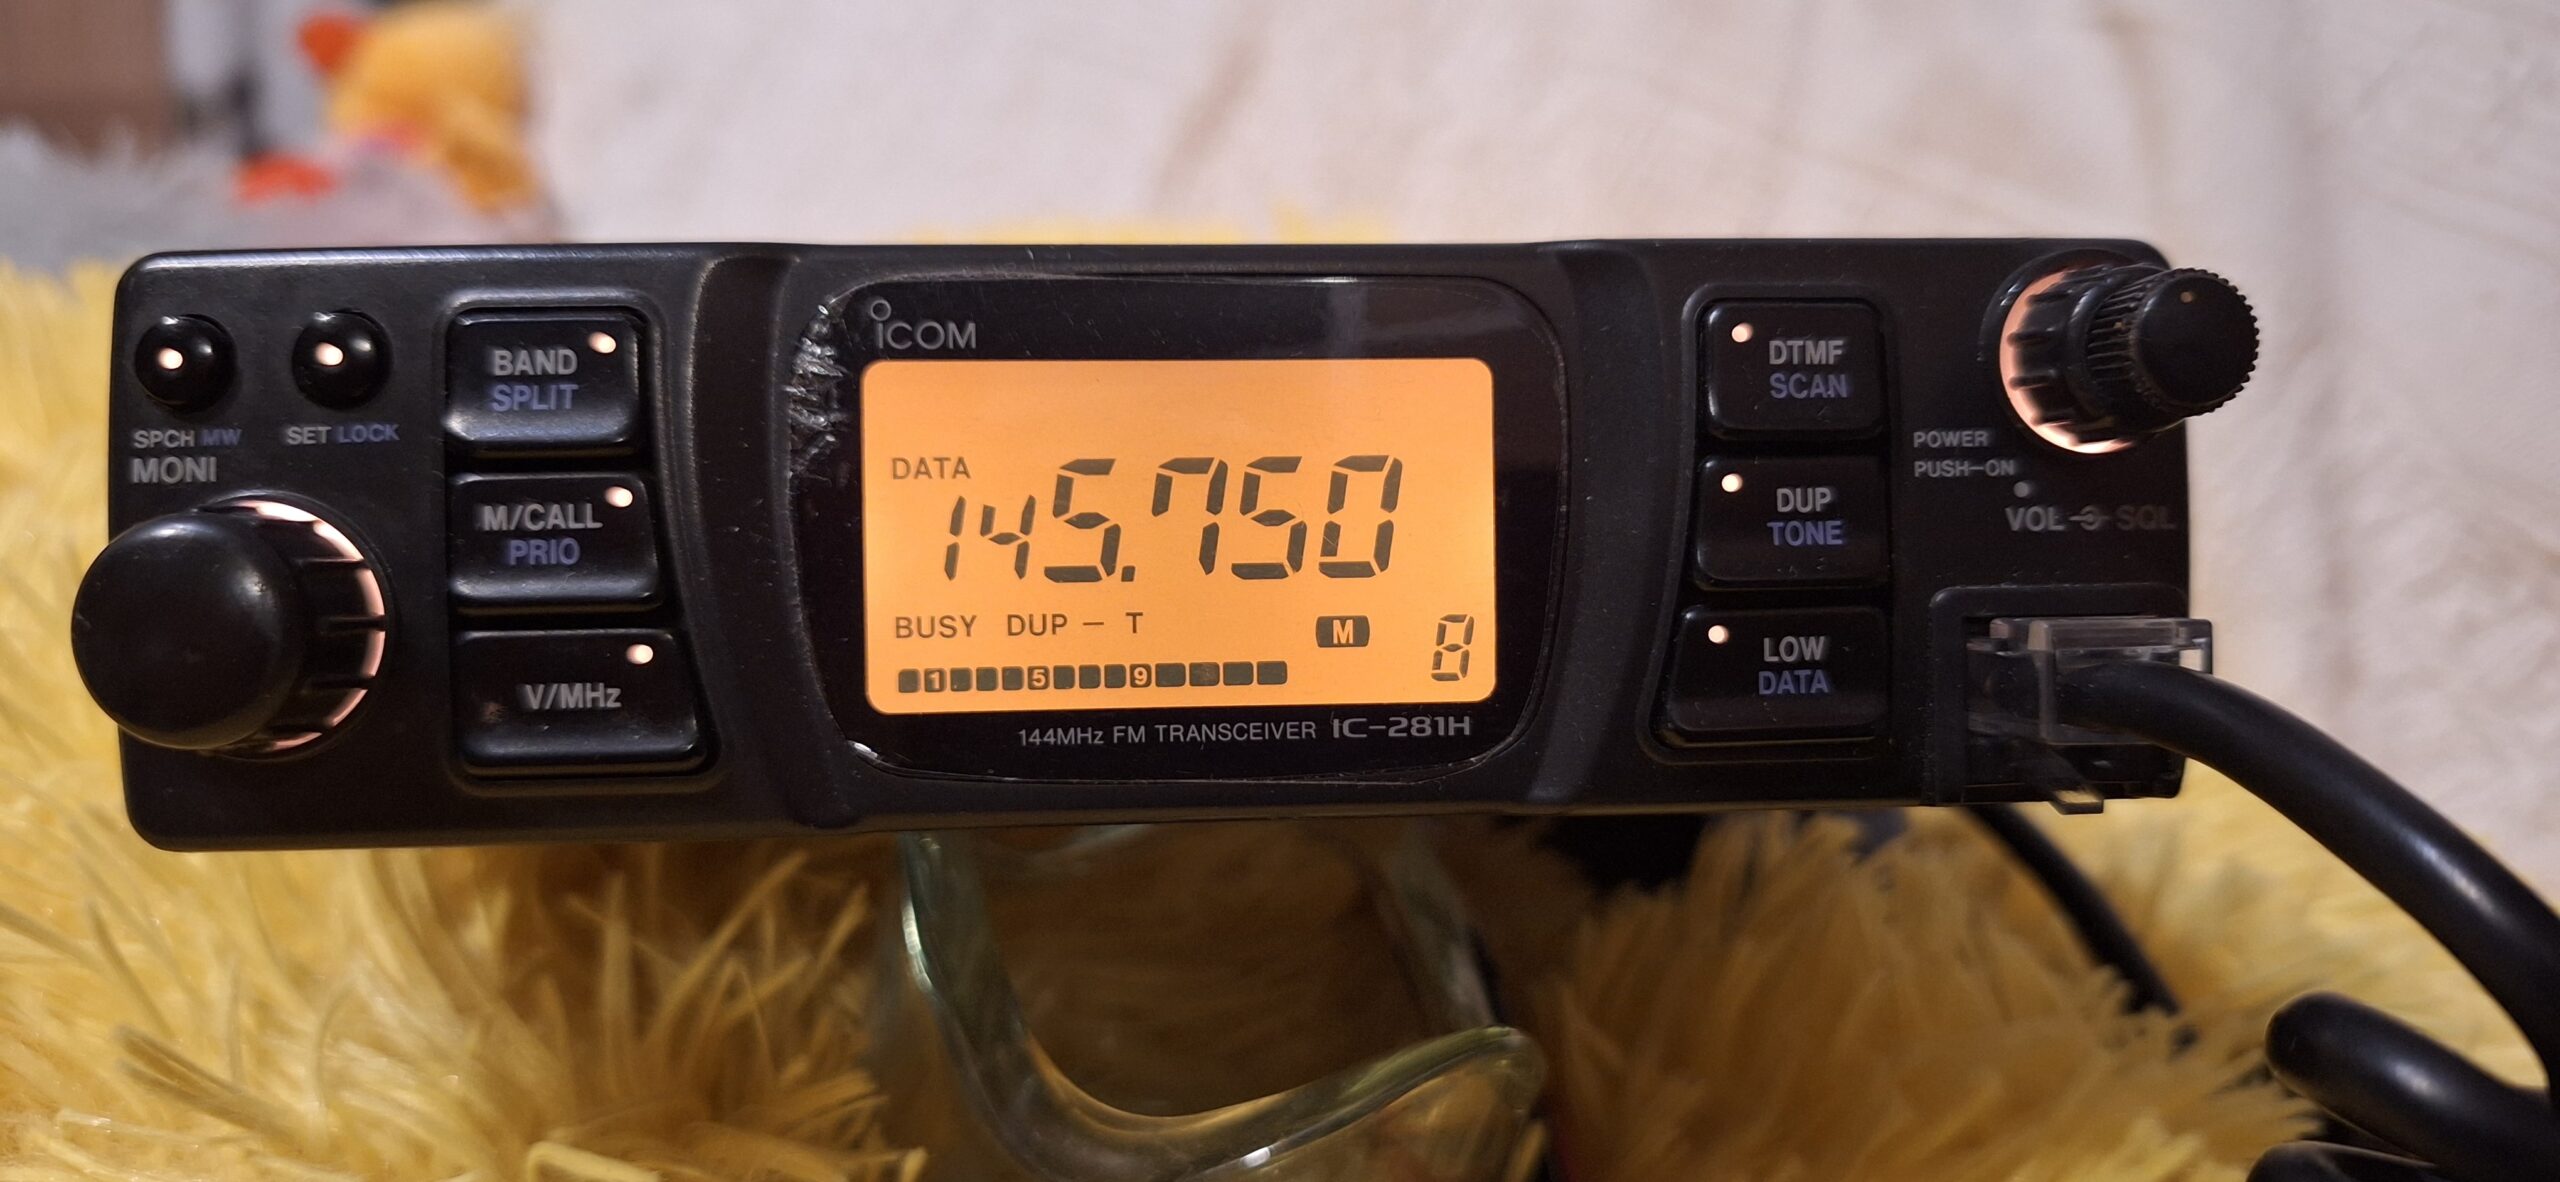 ICOM
SPCH MW
MONI
SET LOCK
BAND
SPLIT
M/CALL
PRIO
V/MHz
DATA
145.750
BUSY DUP – T
M 8
1 5 9
144MHz FM TRANSCEIVER IC-281H
DTMF
SCAN
DUP
TONE
LOW
DATA
POWER
PUSH-ON
VOL SQL